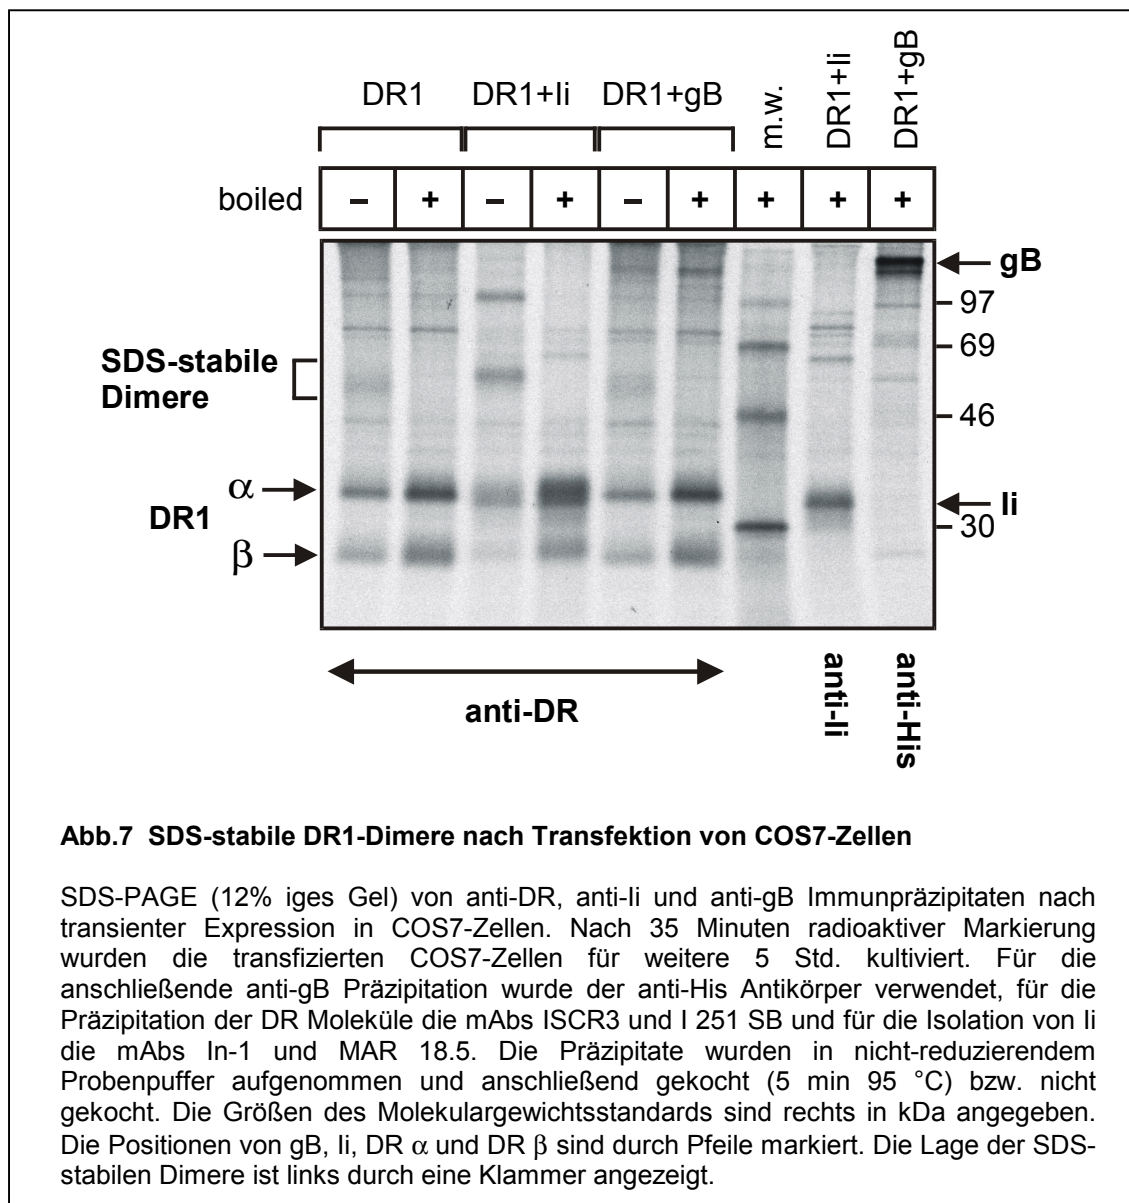 DR1 DR1+Ii DR1+gB m.w. DR1+Ii DR1+gB
boiled – + – + – + + + +
gB
97
69
SDS-stabile
Dimere
46
α
DR1
Ii
30
β
anti-DR
anti-Ii
anti-His
Abb.7 SDS-stabile DR1-Dimere nach Transfektion von COS7-Zellen
SDS-PAGE (12% iges Gel) von anti-DR, anti-Ii und anti-gB Immunpräzipitaten nach
transienter Expression in COS7-Zellen. Nach 35 Minuten radioaktiver Markierung
wurden die transfizierten COS7-Zellen für weitere 5 Std. kultiviert. Für die
anschließende anti-gB Präzipitation wurde der anti-His Antikörper verwendet, für die
Präzipitation der DR Moleküle die mAbs ISCR3 und I 251 SB und für die Isolation von Ii
die mAbs In-1 und MAR 18.5. Die Präzipitate wurden in nicht-reduzierendem
Probenpuffer aufgenommen und anschließend gekocht (5 min 95 °C) bzw. nicht
gekocht. Die Größen des Molekulargewichtsstandards sind rechts in kDa angegeben.
Die Positionen von gB, Ii, DR α und DR β sind durch Pfeile markiert. Die Lage der SDS-
stabilen Dimere ist links durch eine Klammer angezeigt.